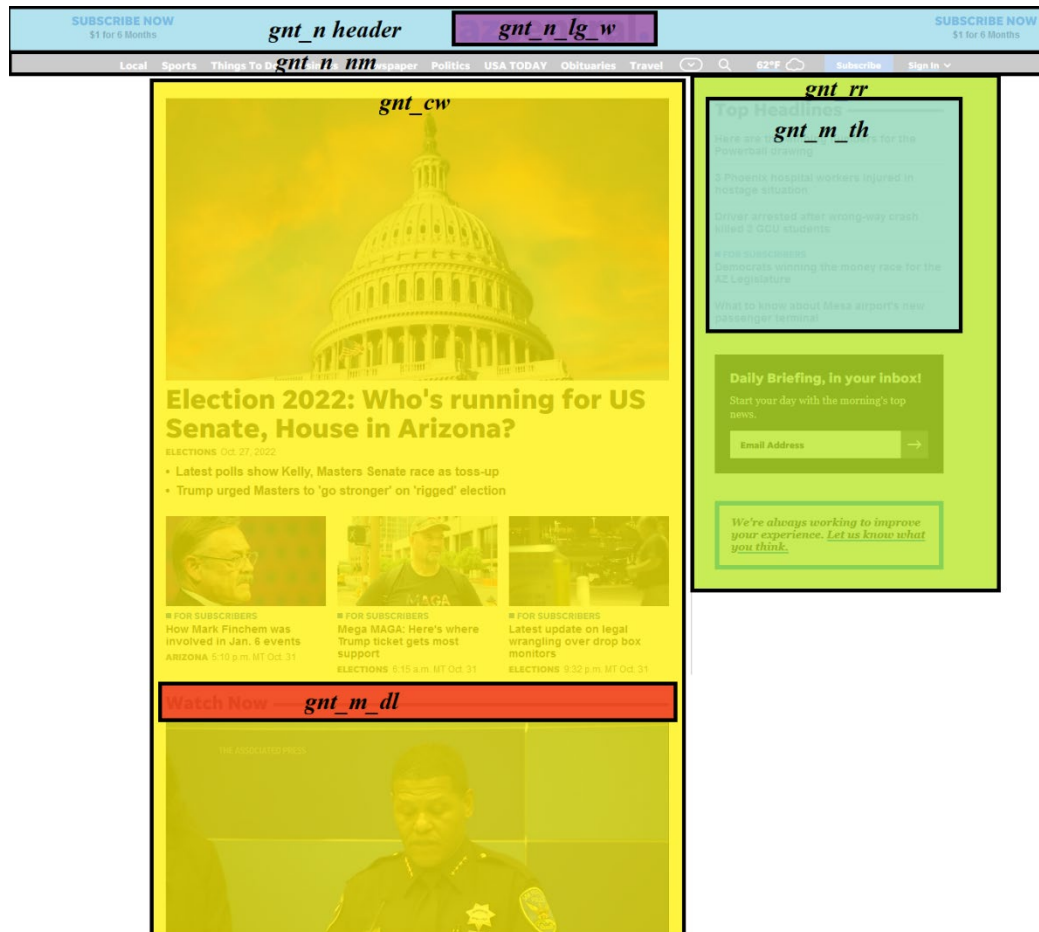 SUBSCRIBE NOW
$1 for 6 Months
gnt_n header
azcentral.
gnt_n_lg_w
SUBSCRIBE NOW
$1 for 6 Months
Local Sports Things To Do Politics USA TODAY Obituaries Travel 62°F Subscribe Sign In
gnt_n_nm
gnt_cw
gnt_rr
Top Headlines
gnt_m_th
Here are the for the
Powerball drawing
3 Phoenix hospital workers injured in
hostage situation
Driver arrested after wrong-way crash
killed 3 GCU students
FOR SUBSCRIBERS
Democrats winning the money race for the
AZ Legislature
What to know about Mesa airport's new
passenger terminal
Daily Briefing, in your inbox!
Start your day with the morning's top
news.
Email Address
We're always working to improve
your experience. Let us know what
you think.
Election 2022: Who's running for US
Senate, House in Arizona?
ELECTIONS Oct. 27, 2022
• Latest polls show Kelly, Masters Senate race as toss-up
• Trump urged Masters to 'go stronger' on 'rigged' election
MAGA
FOR SUBSCRIBERS
How Mark Finchem was
involved in Jan. 6 events
ARIZONA 5:10 p.m. MT Oct. 31
FOR SUBSCRIBERS
Mega MAGA: Here's where
Trump ticket gets most
support
ELECTIONS 6:15 a.m. MT Oct. 31
FOR SUBSCRIBERS
Latest update on legal
wrangling over drop box
monitors
ELECTIONS 9:32 p.m. MT Oct. 31
Watch Now
gnt_m_dl
THE ASSOCIATED PRESS